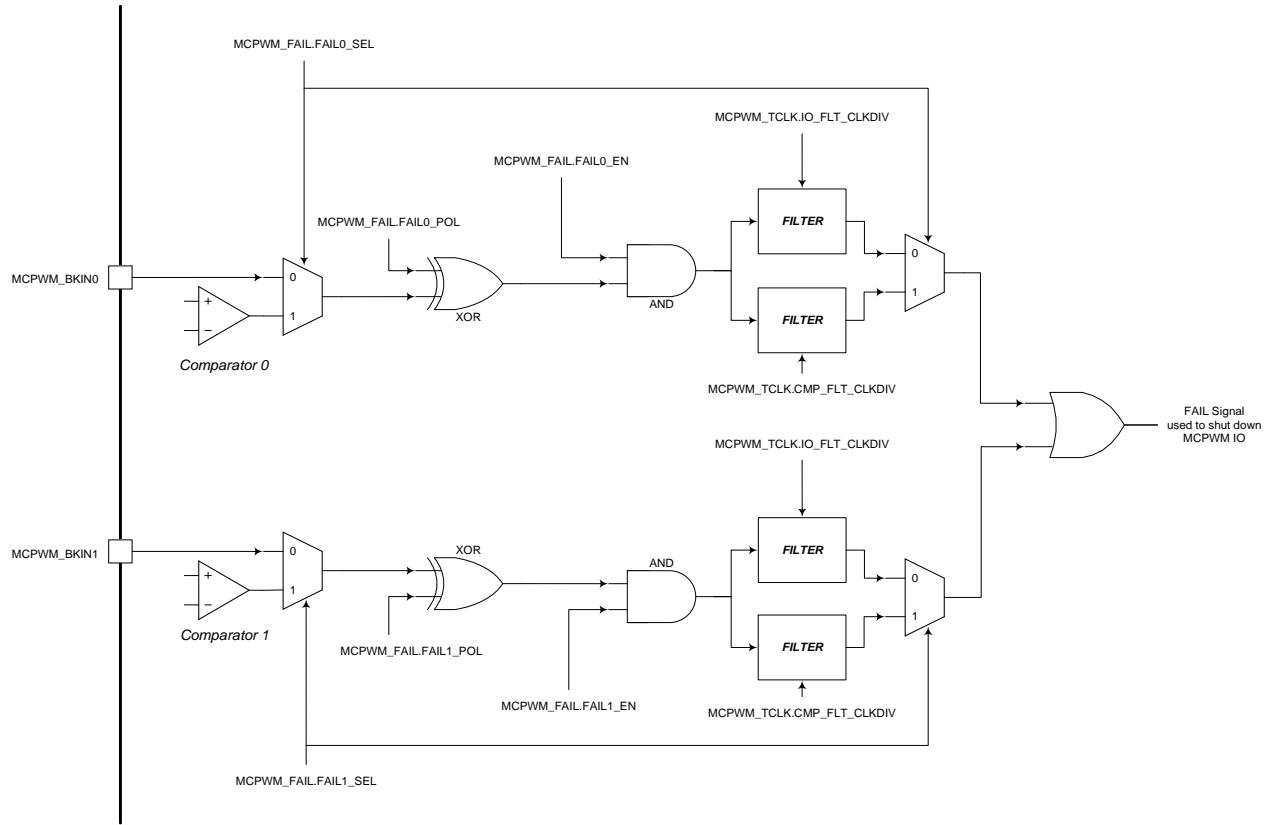 MCPWM_FAIL.FAIL0_SEL
MCPWM_TCLK.IO_FLT_CLKDIV
MCPWM_FAIL.FAIL0_EN
MCPWM_FAIL.FAIL0_POL
FILTER
0
MCPWM_BKIN0
0
+
1
−
1
XOR
AND
FILTER
Comparator 0
MCPWM_TCLK.CMP_FLT_CLKDIV
FAIL Signal
used to shut down
MCPWM IO
MCPWM_TCLK.IO_FLT_CLKDIV
MCPWM_BKIN1
0
XOR
AND
FILTER
0
+
1
−
1
Comparator 1
FILTER
MCPWM_FAIL.FAIL1_POL
MCPWM_FAIL.FAIL1_EN
MCPWM_TCLK.CMP_FLT_CLKDIV
MCPWM_FAIL.FAIL1_SEL